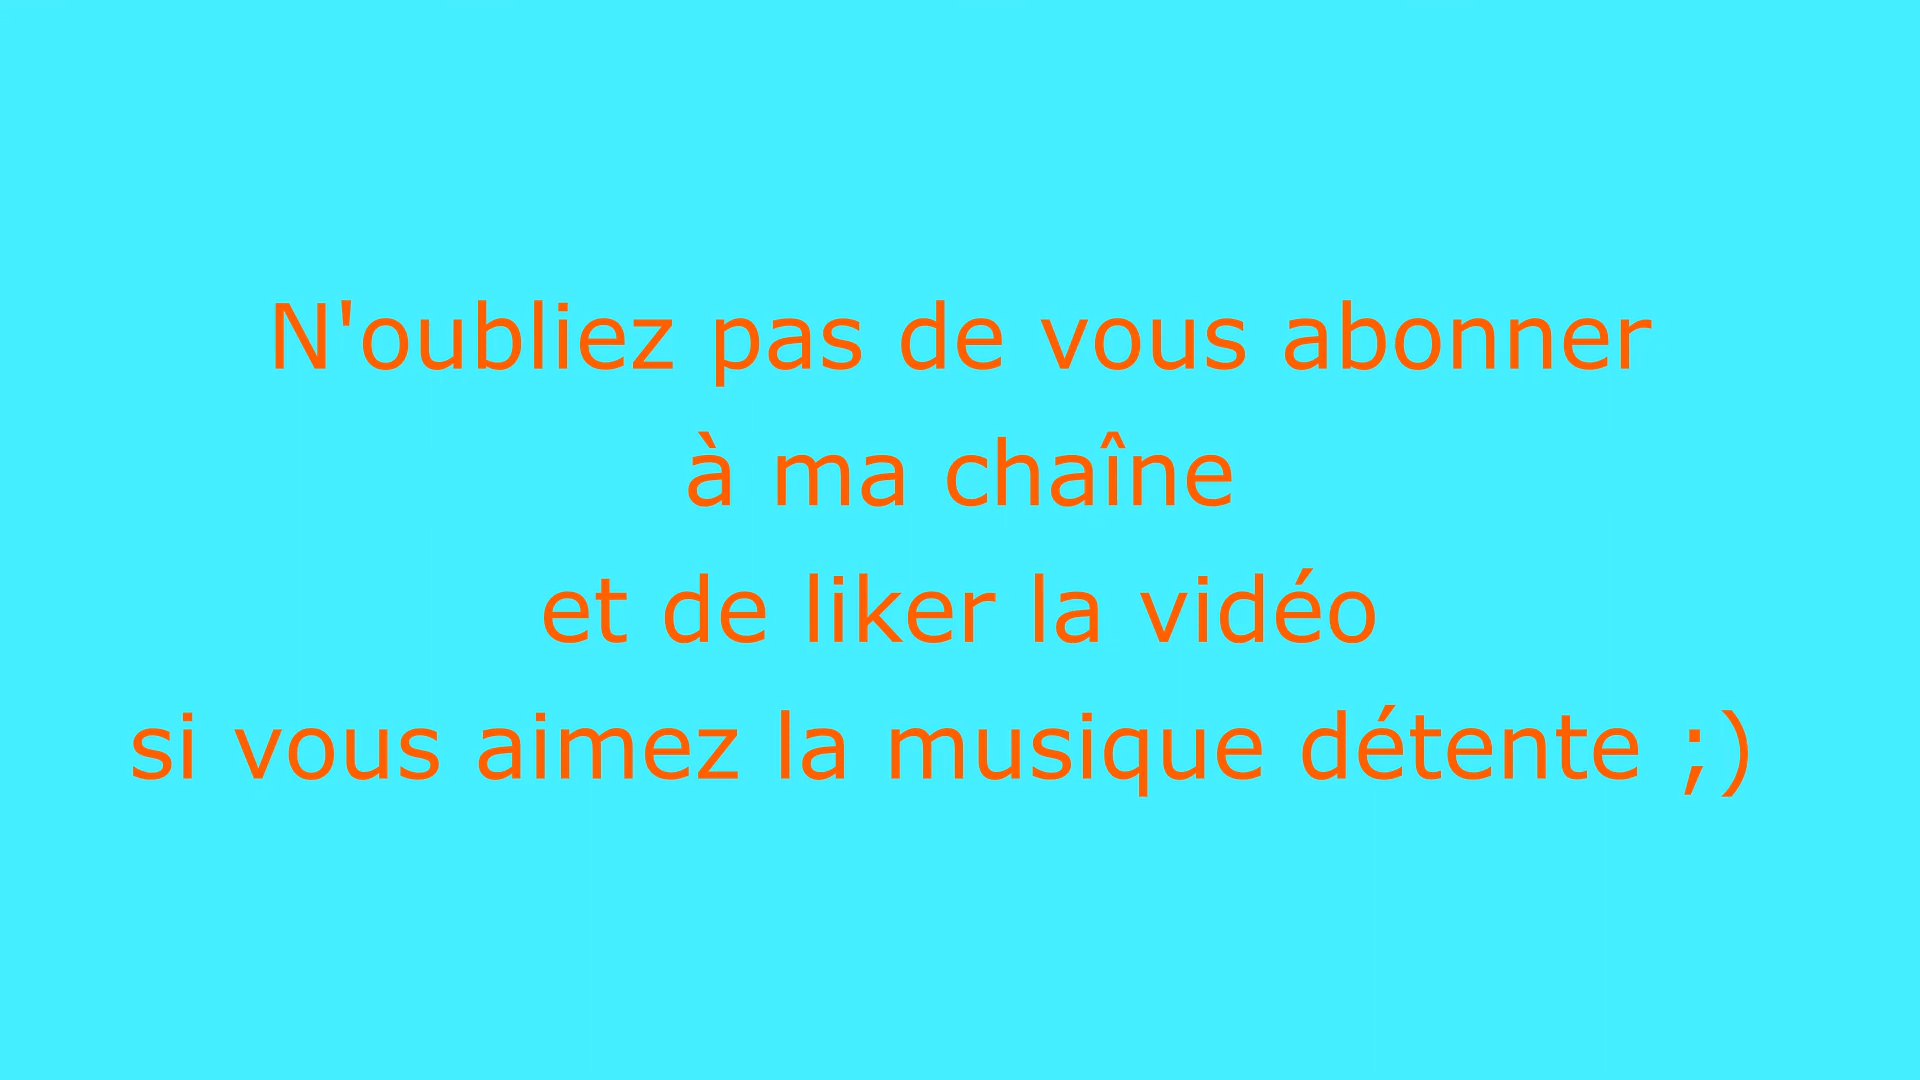 N'oubliez pas de vous abonner
à ma chaîne
et de liker la vidéo
si vous aimez la musique détente ;)